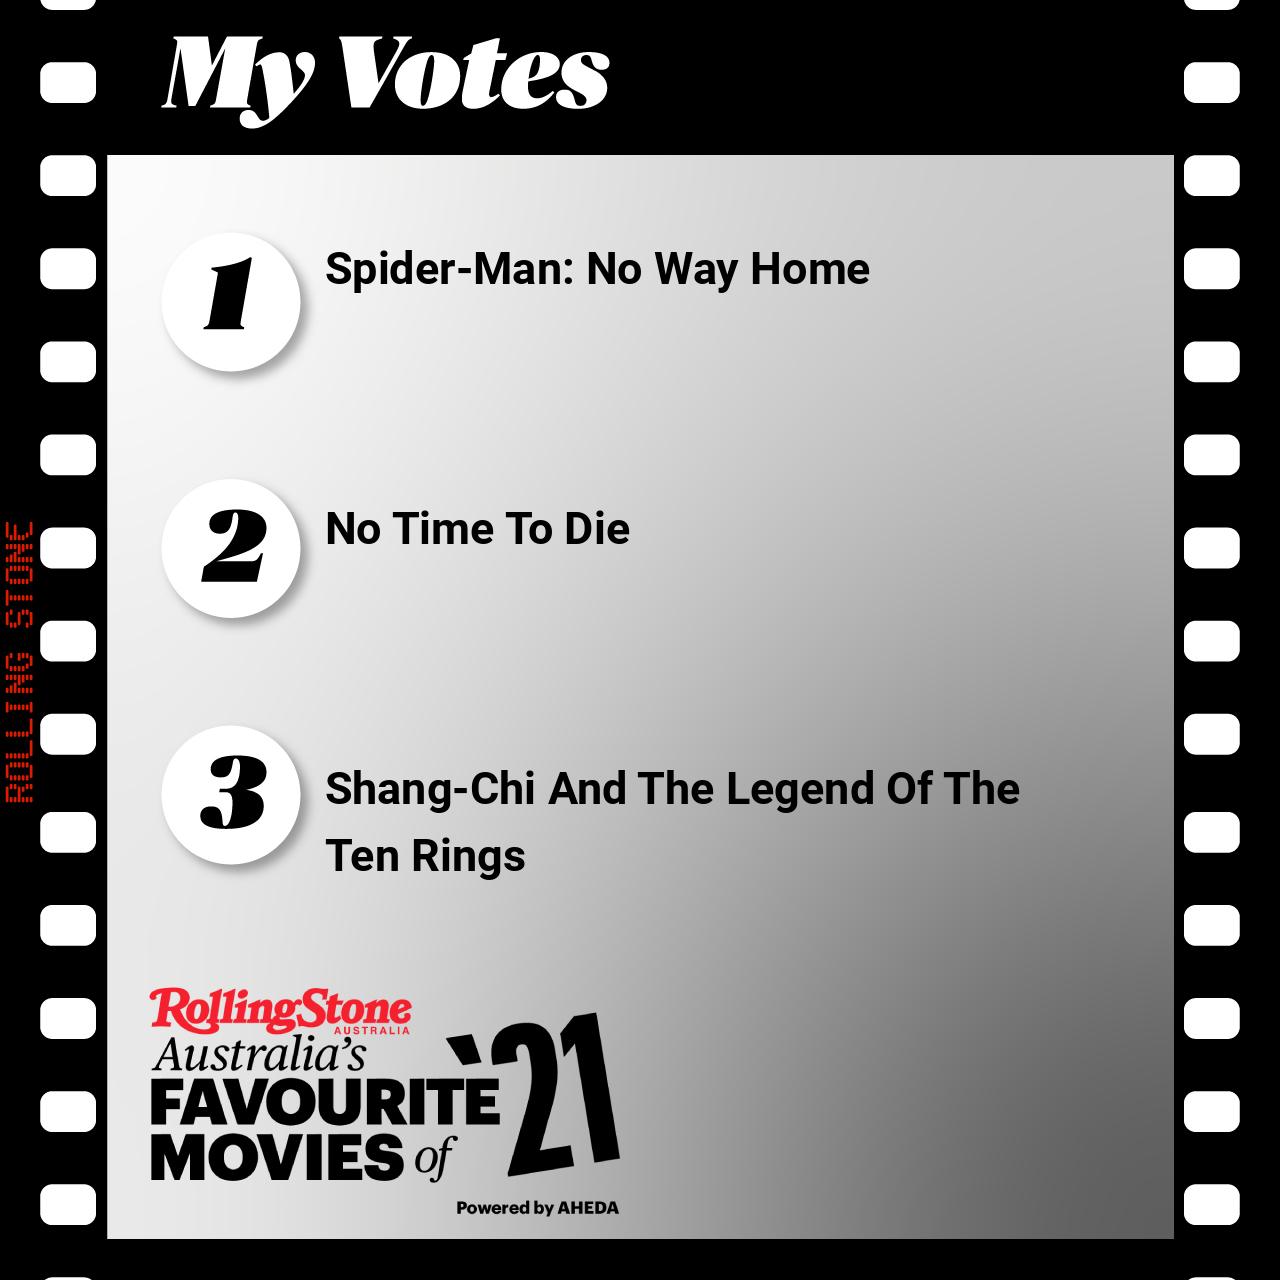 My Votes
1
Spider-Man: No Way Home
2
No Time To Die
3
Shang-Chi And The Legend Of The
Ten Rings
ROLLING STONE
RollingStone
AUSTRALIA
Australia's
FAVOURITE
MOVIES of
'21
Powered by AHEDA